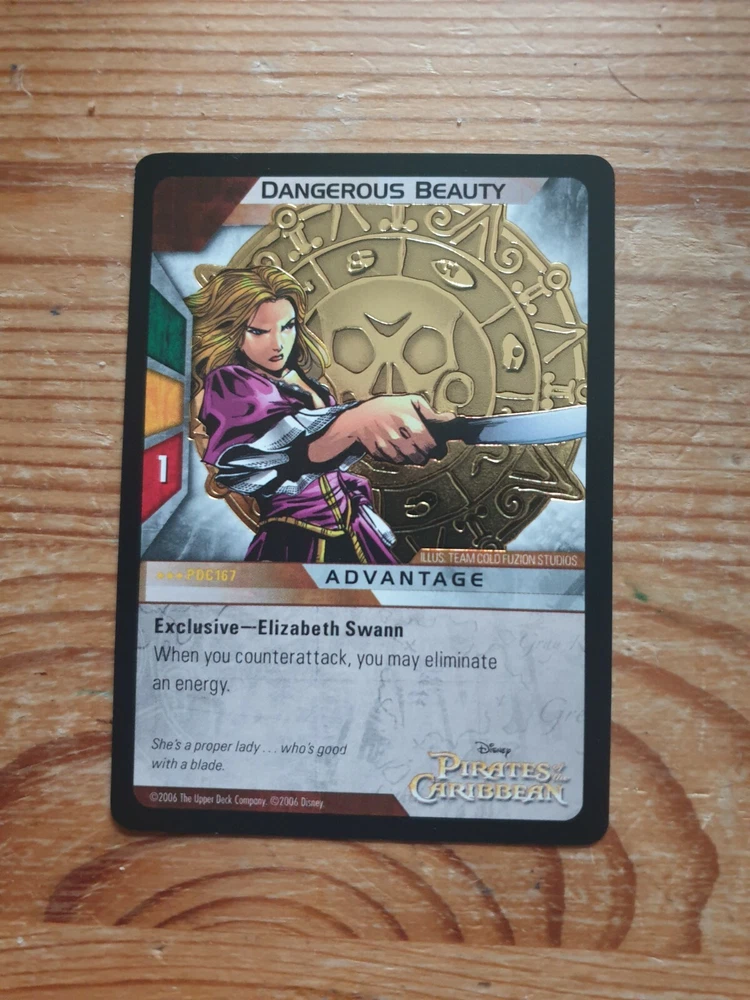 DANGEROUS BEAUTY
1
ILLUS: TEAM COLD FUZION STUDIOS
★★★PDC167
ADVANTAGE
Exclusive—Elizabeth Swann
When you counterattack, you may eliminate
an energy.
She's a proper lady . . . who's good
with a blade.
Disney
PIRATES of the
CARIBBEAN
©2006 The Upper Deck Company. ©2006 Disney.